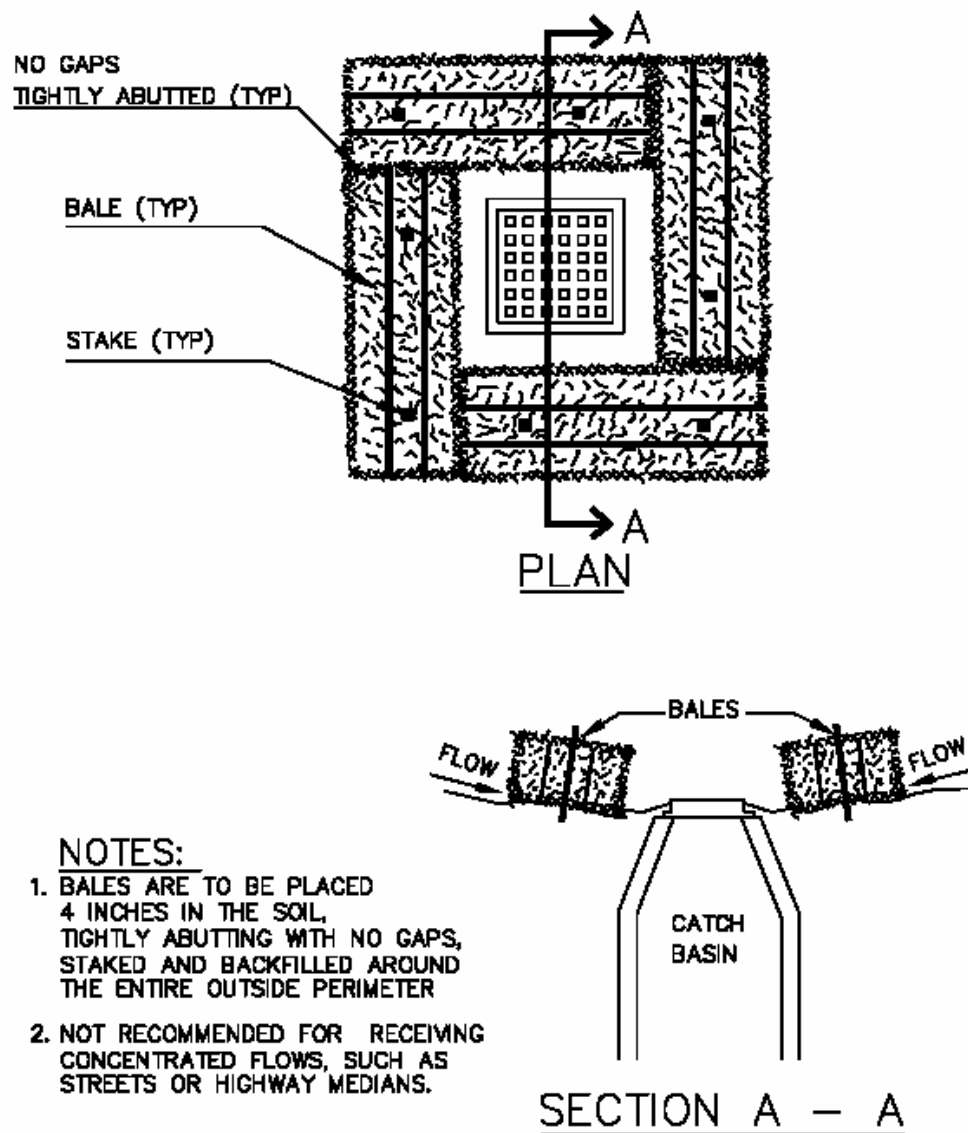 A
NO GAPS
TIGHTLY ABUTTED (TYP)
BALE (TYP)
STAKE (TYP)
A
PLAN
BALES
FLOW
FLOW
CATCH
BASIN
NOTES:
1. BALES ARE TO BE PLACED
4 INCHES IN THE SOIL,
TIGHTLY ABUTTING WITH NO GAPS,
STAKED AND BACKFILLED AROUND
THE ENTIRE OUTSIDE PERIMETER
2. NOT RECOMMENDED FOR RECEIVING
CONCENTRATED FLOWS, SUCH AS
STREETS OR HIGHWAY MEDIANS.
SECTION A – A